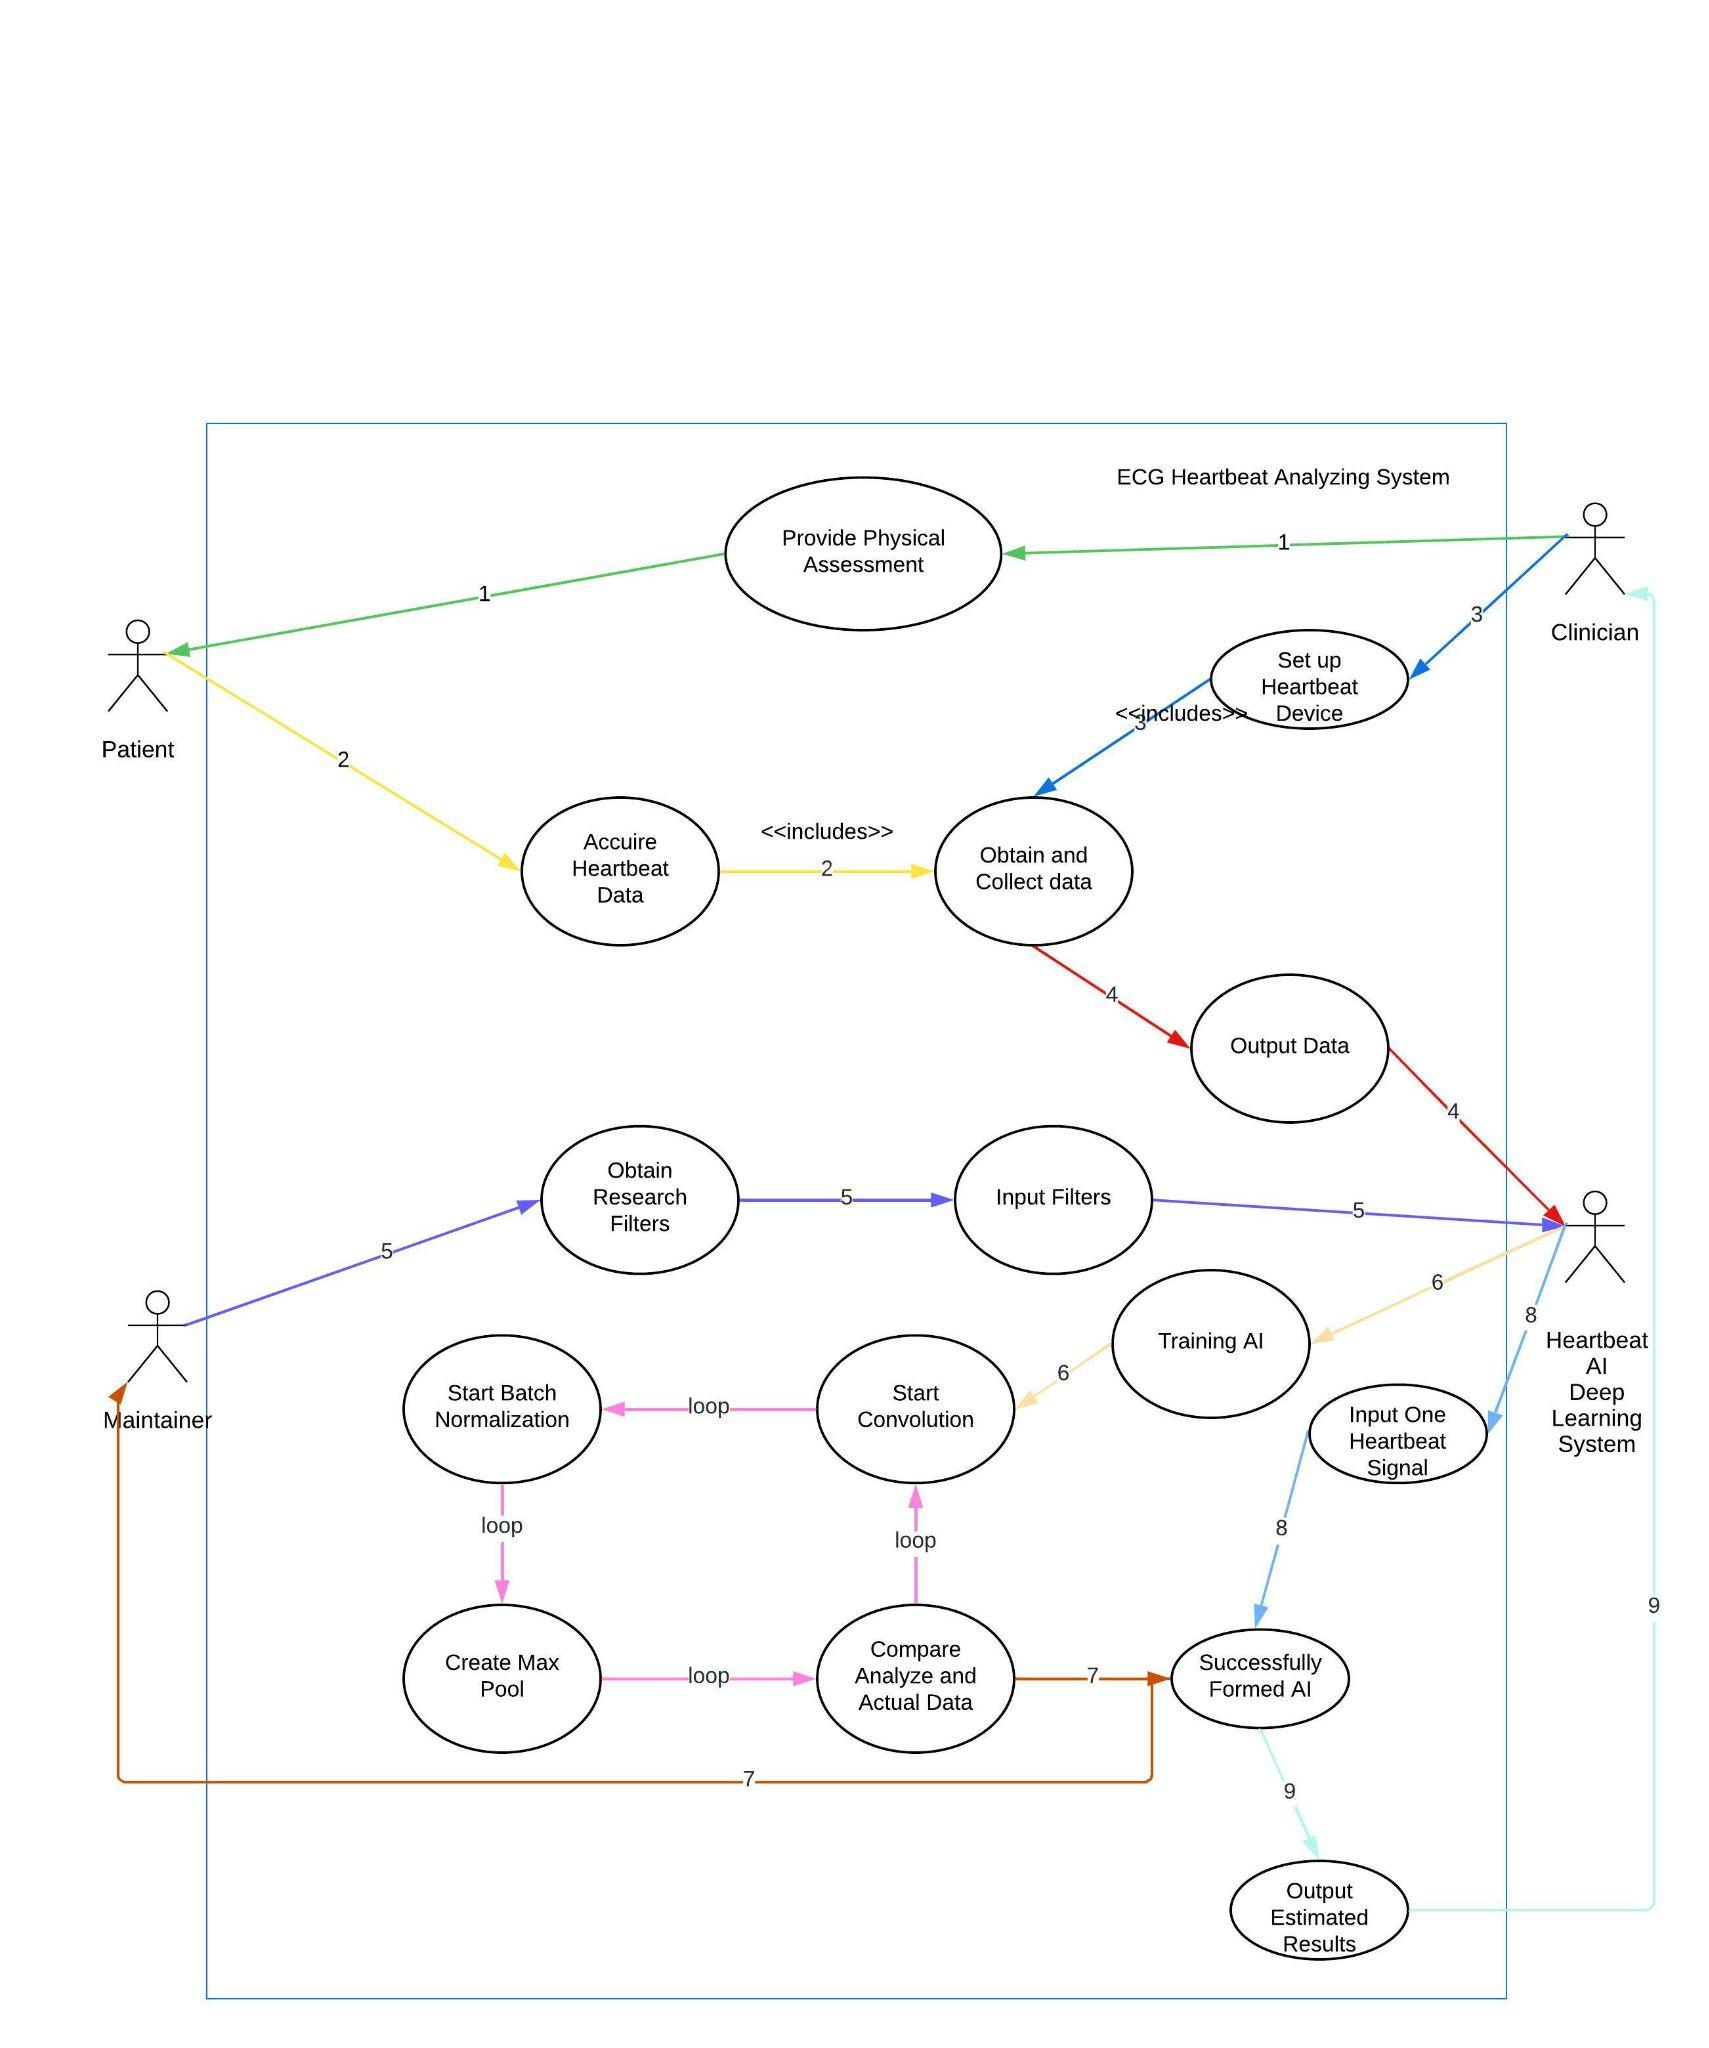 ECG Heartbeat Analyzing System
Provide Physical
Assessment
1
1
Clinician
3
Set up
Heartbeat
Device
<<includes>>
3
Patient
2
Accuire
Heartbeat
Data
<<includes>>
2
Obtain and
Collect data
4
Output Data
4
Obtain
Research
Filters
5
Input Filters
5
5
Maintainer
6
8
Heartbeat
AI
Deep
Learning
System
Training AI
6
Start Batch
Normalization
loop
Start
Convolution
Input One
Heartbeat
Signal
loop
loop
8
9
Create Max
Pool
loop
Compare
Analyze and
Actual Data
7
Successfully
Formed AI
7
9
Output
Estimated
Results